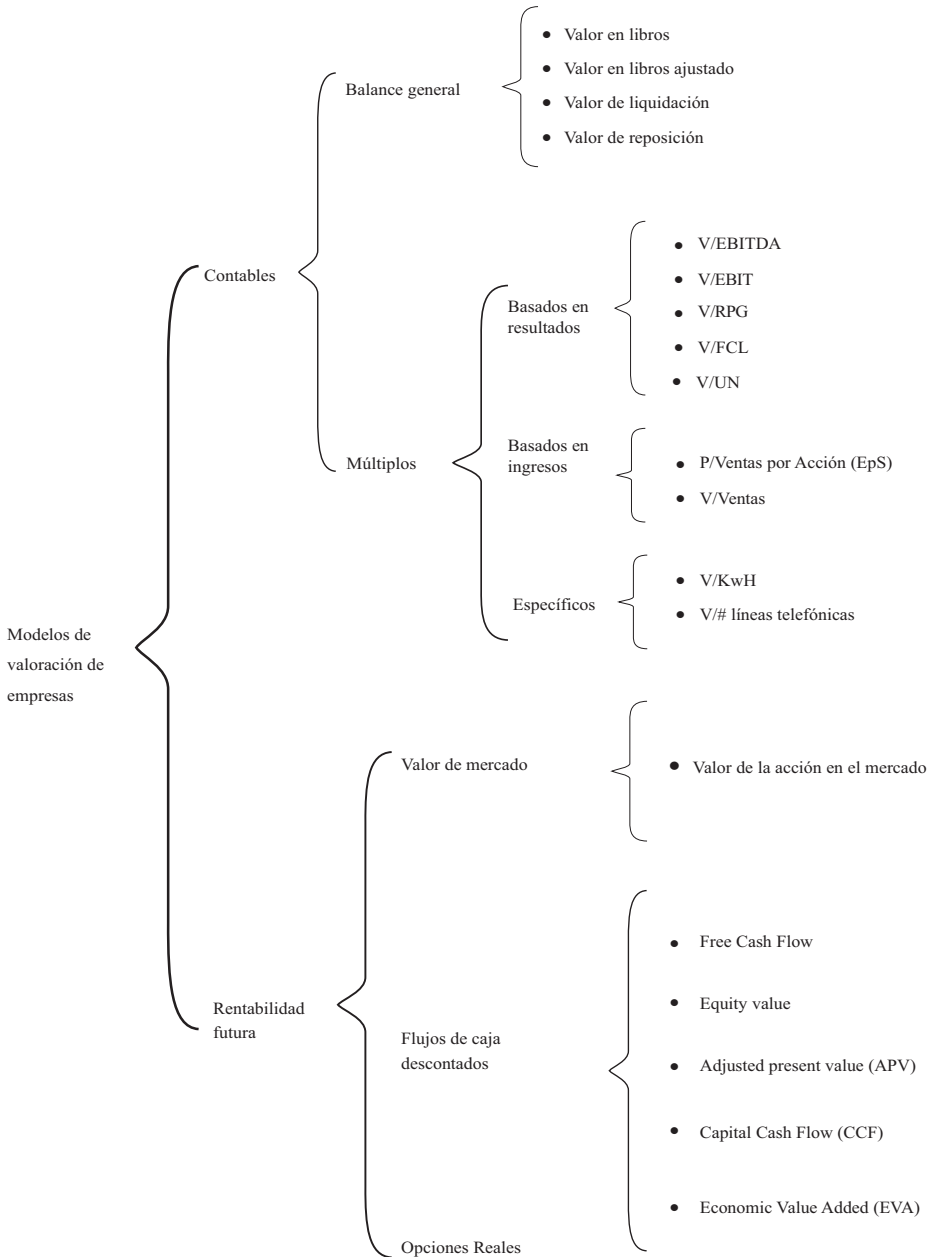 Modelos de
valoración de
empresas
Contables
Balance general
• Valor en libros
• Valor en libros ajustado
• Valor de liquidación
• Valor de reposición
Múltiplos
Basados en
resultados
• V/EBITDA
• V/EBIT
• V/RPG
• V/FCL
• V/UN
Basados en
ingresos
• P/Ventas por Acción (EpS)
• V/Ventas
Específicos
• V/KwH
• V/# líneas telefónicas
Rentabilidad
futura
Valor de mercado
• Valor de la acción en el mercado
Flujos de caja
descontados
• Free Cash Flow
• Equity value
• Adjusted present value (APV)
• Capital Cash Flow (CCF)
• Economic Value Added (EVA)
Opciones Reales